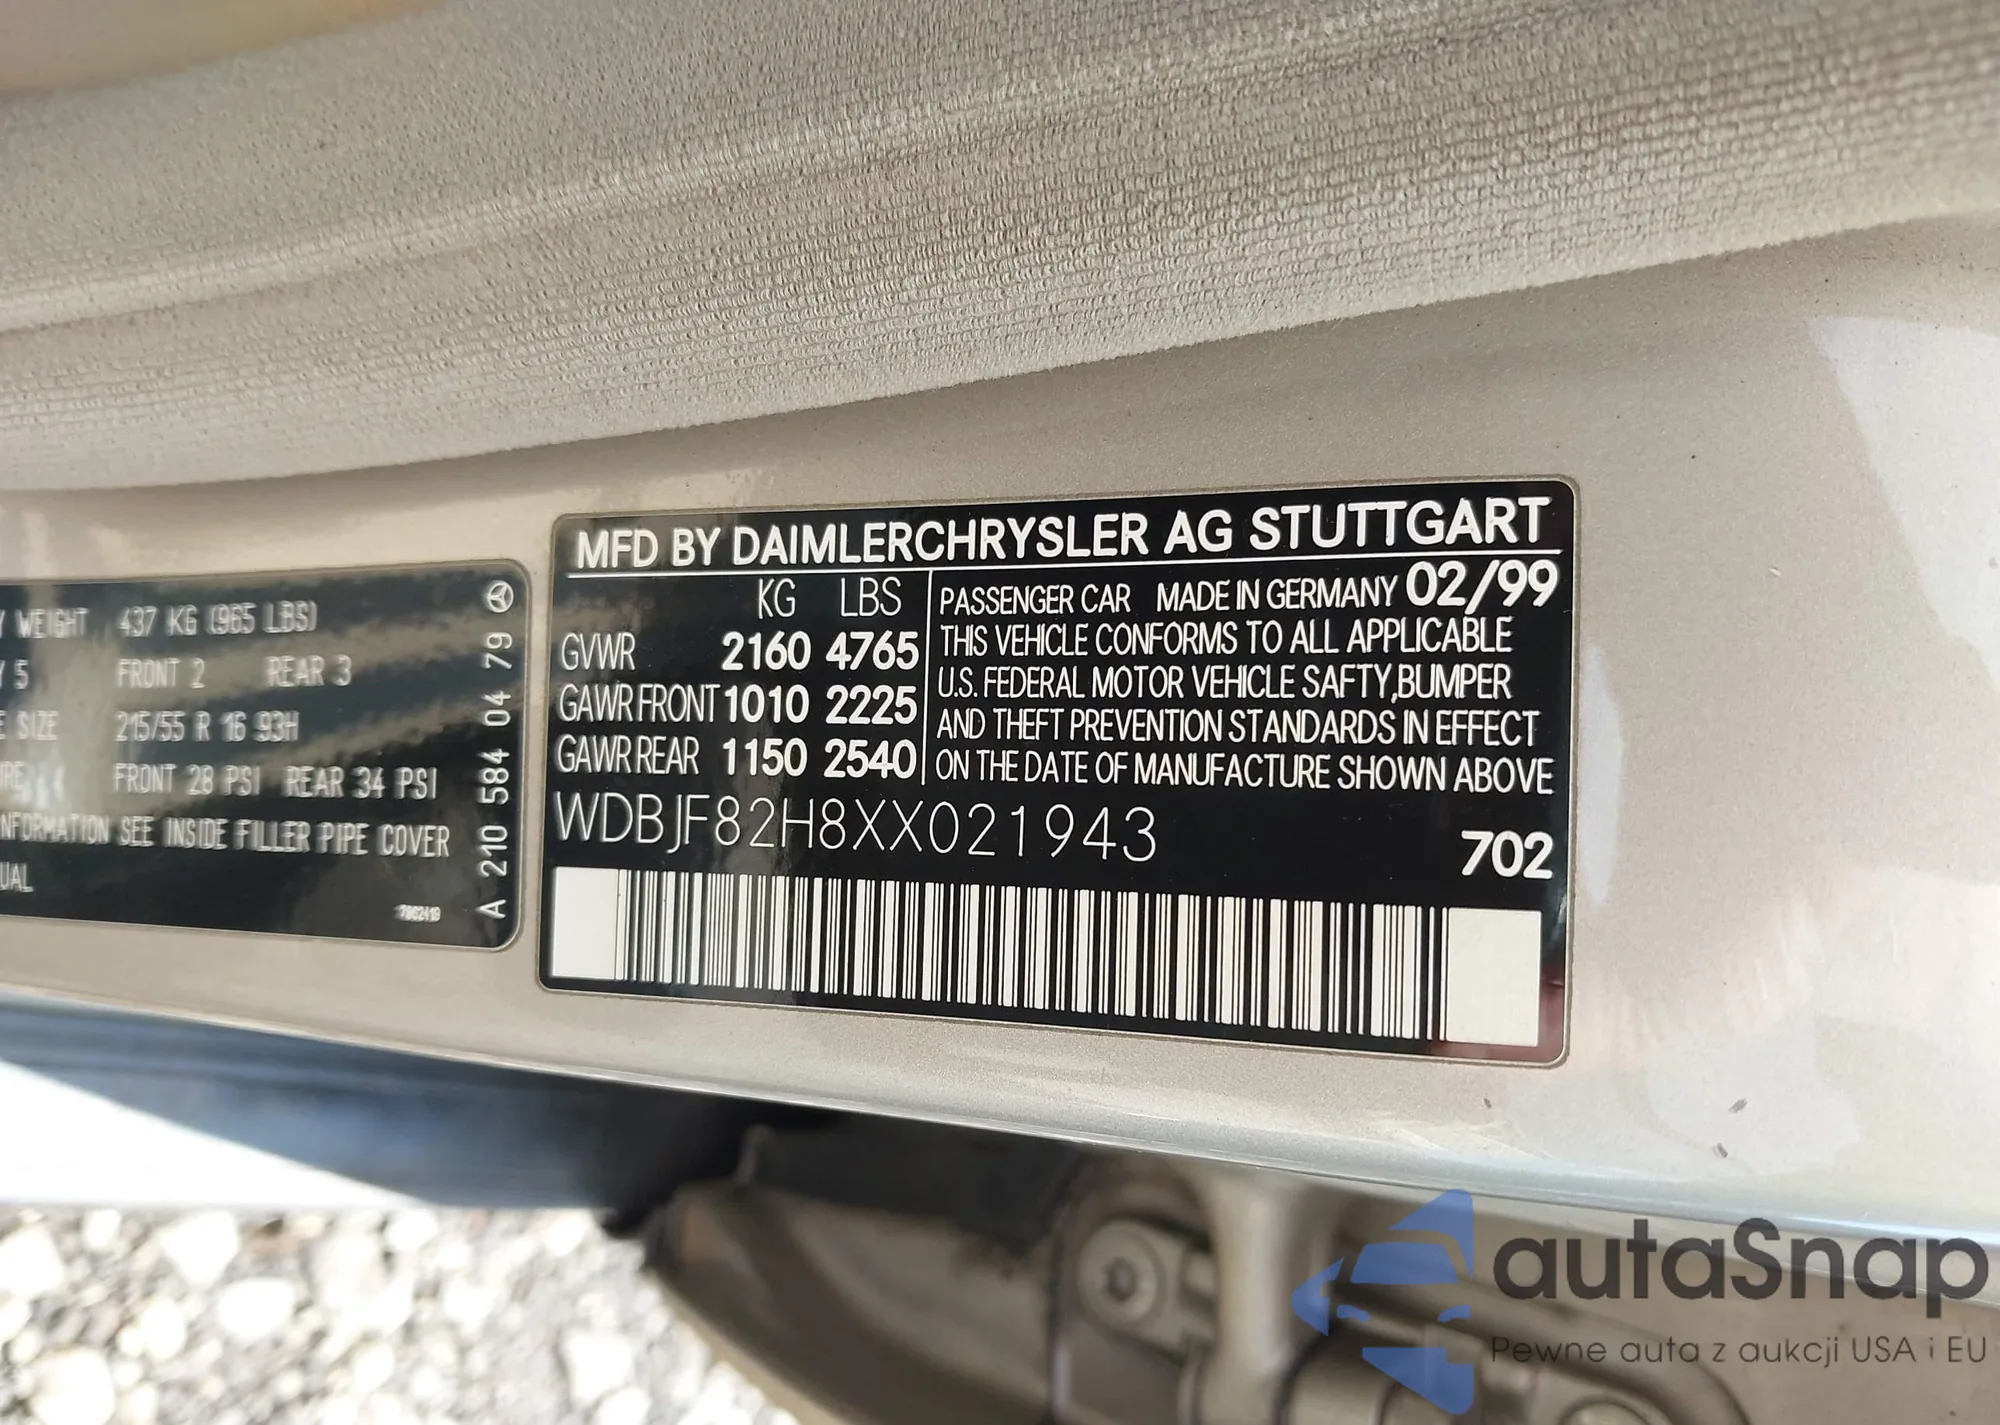 WEIGHT 437 KG (965 LBS)
5 FRONT 2 REAR 3
SIZE 215/55 R 16 93H
FRONT 28 PSI REAR 34 PSI
NFORMATION SEE INSIDE FILLER PIPE COVER
UAL
A 210 584 04 79
MFD BY DAIMLERCHRYSLER AG STUTTGART
KG LBS
GVWR 2160 4765
GAWR FRONT 1010 2225
GAWR REAR 1150 2540
PASSENGER CAR MADE IN GERMANY 02/99
THIS VEHICLE CONFORMS TO ALL APPLICABLE
U.S. FEDERAL MOTOR VEHICLE SAFTY,BUMPER
AND THEFT PREVENTION STANDARDS IN EFFECT
ON THE DATE OF MANUFACTURE SHOWN ABOVE
WDBJF82H8XX021943
702
autaSnap
Pewne auta z aukcji USA i EU